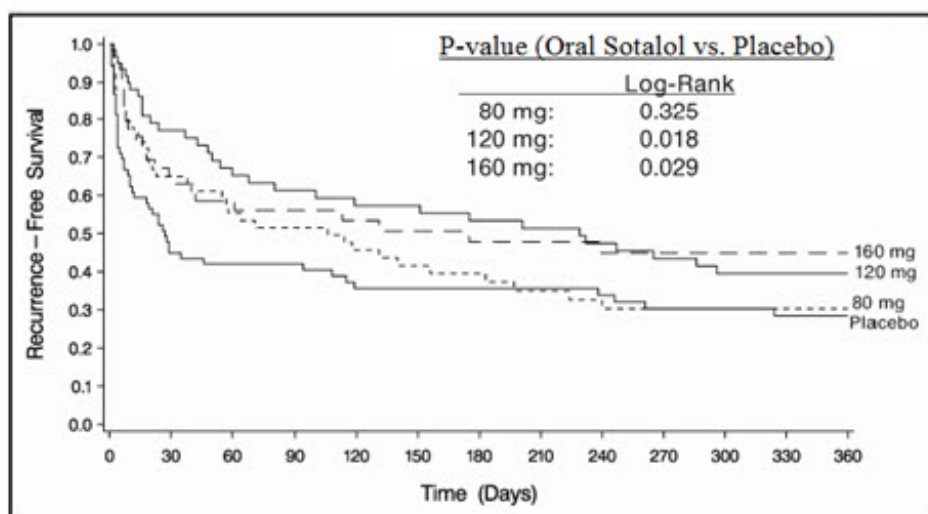 P-value (Oral Sotalol vs. Placebo)
Log-Rank
80 mg: 0.325
120 mg: 0.018
160 mg: 0.029
Recurrence–Free Survival
1.0
0.9
0.8
0.7
0.6
0.5
0.4
0.3
0.2
0.1
0.0
160 mg
120 mg
80 mg
Placebo
0 30 60 90 120 150 180 210 240 270 300 330 360
Time (Days)